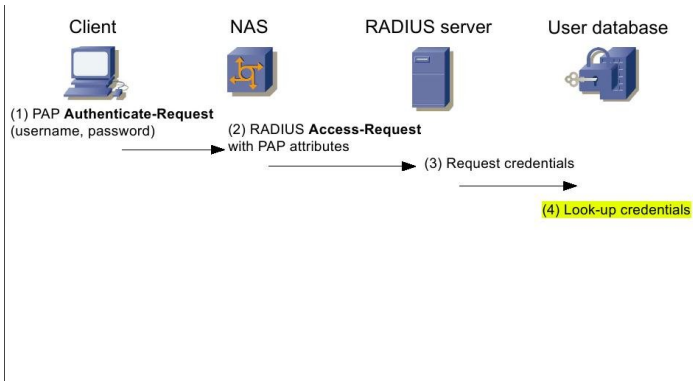 Client
NAS
RADIUS server
User database
(1) PAP Authenticate-Request
(username, password)
(2) RADIUS Access-Request
with PAP attributes
(3) Request credentials
(4) Look-up credentials